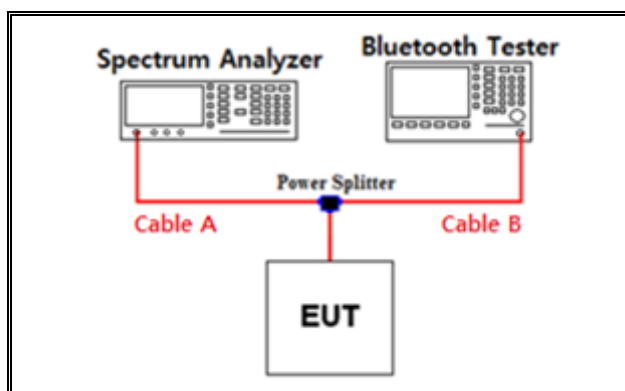 Spectrum Analyzer
Bluetooth Tester
Power Splitter
Cable A
Cable B
EUT